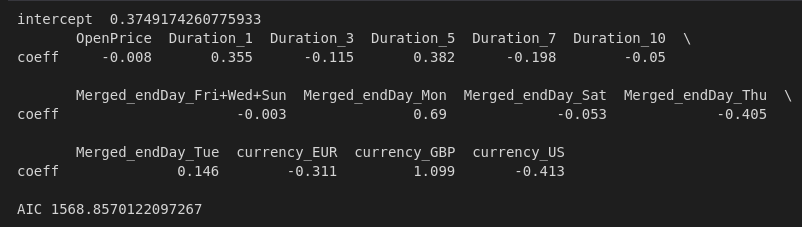 intercept  0.3749174260775933
       OpenPrice  Duration_1  Duration_3  Duration_5  Duration_7  Duration_10  \
coeff     -0.008       0.355      -0.115       0.382      -0.198        -0.05
       Merged_endDay_Fri+Wed+Sun  Merged_endDay_Mon  Merged_endDay_Sat  Merged_endDay_Thu  \
coeff                     -0.003               0.69             -0.053             -0.405
       Merged_endDay_Tue  currency_EUR  currency_GBP  currency_US
coeff              0.146        -0.311         1.099       -0.413
AIC 1568.8570122097267